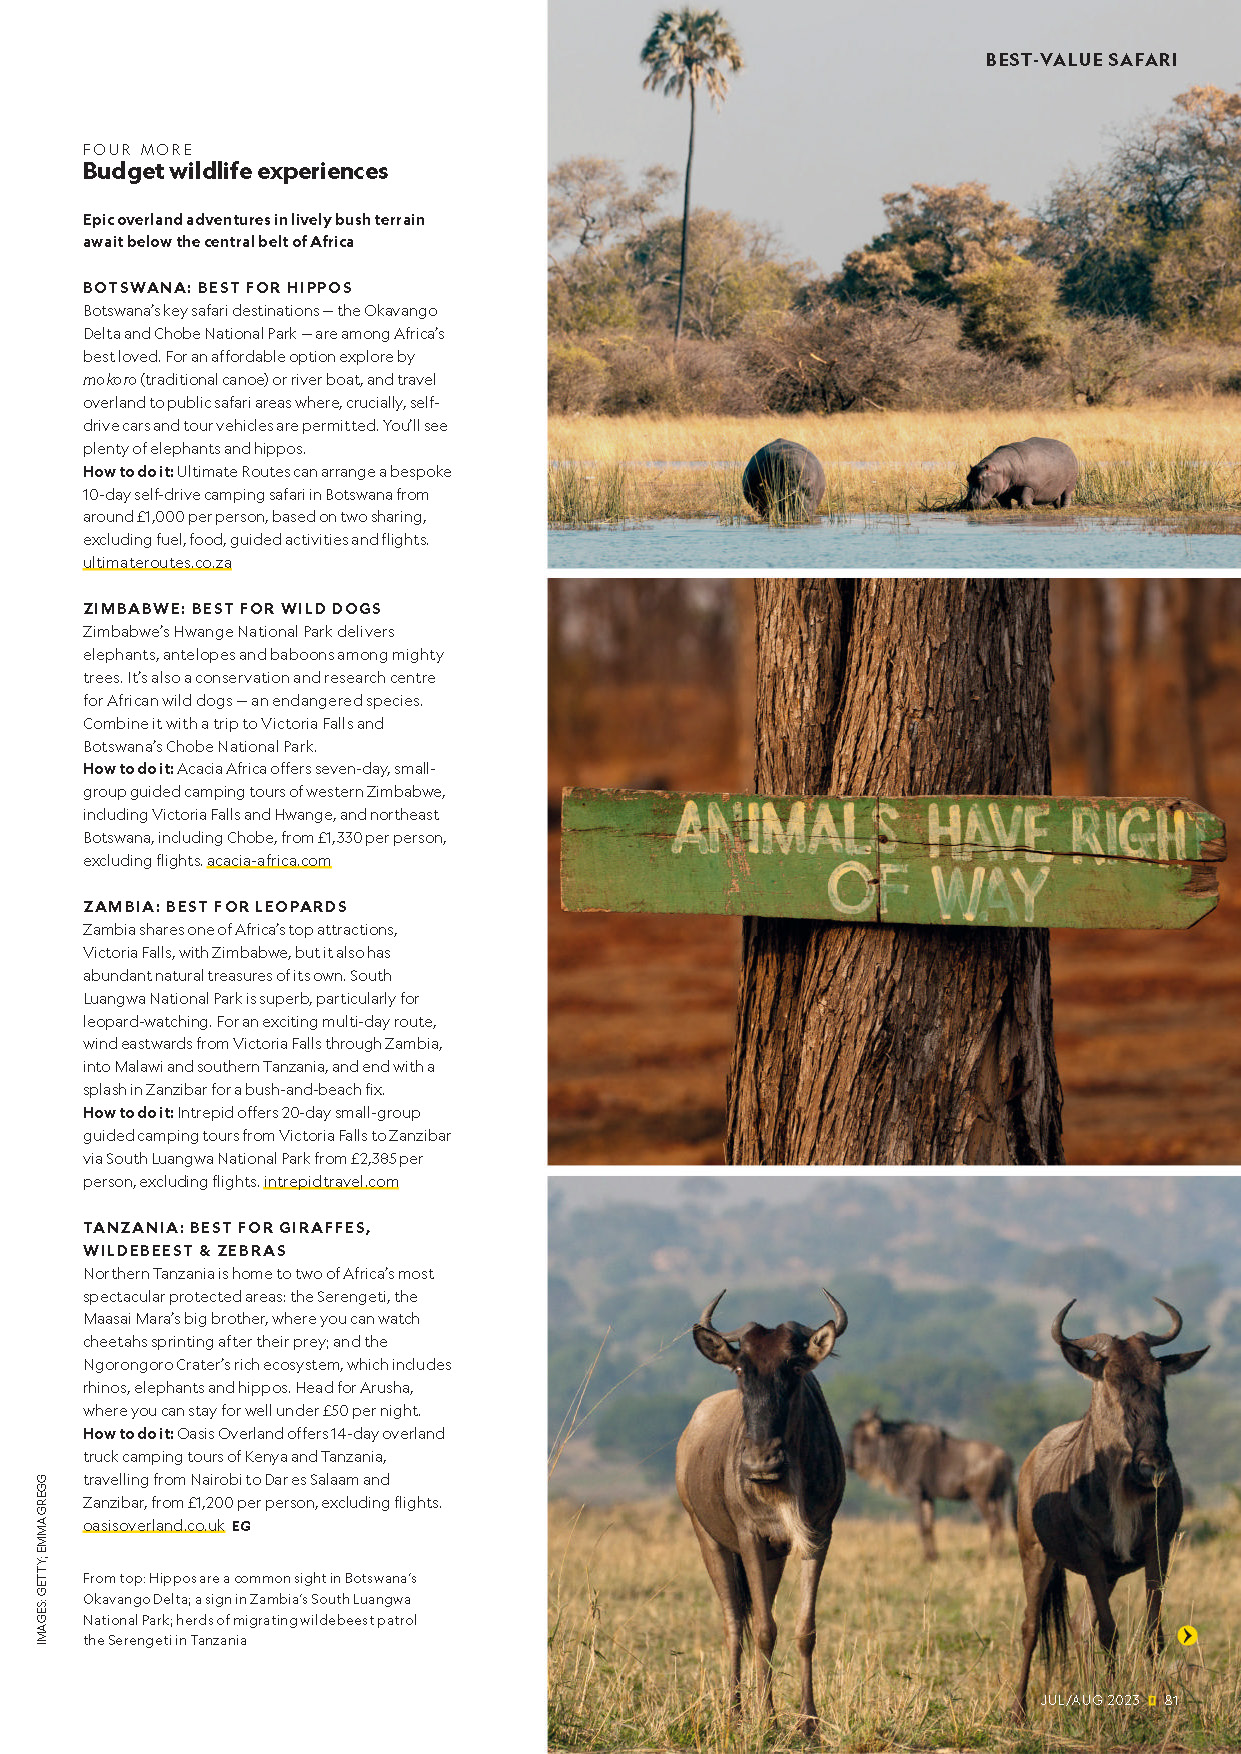 BEST-VALUE SAFARI
FOUR MORE
Budget wildlife experiences
Epic overland adventures in lively bush terrain
await below the central belt of Africa
BOTSWANA: BEST FOR HIPPOS
Botswana's key safari destinations — the Okavango
Delta and Chobe National Park — are among Africa's
best loved. For an affordable option explore by
mokoro (traditional canoe) or river boat, and travel
overland to public safari areas where, crucially, self-
drive cars and tour vehicles are permitted. You'll see
plenty of elephants and hippos.
How to do it: Ultimate Routes can arrange a bespoke
10-day self-drive camping safari in Botswana from
around £1,000 per person, based on two sharing,
excluding fuel, food, guided activities and flights.
ultimateroutes.co.za
ZIMBABWE: BEST FOR WILD DOGS
Zimbabwe's Hwange National Park delivers
elephants, antelopes and baboons among mighty
trees. It's also a conservation and research centre
for African wild dogs — an endangered species.
Combine it with a trip to Victoria Falls and
Botswana's Chobe National Park.
How to do it: Acacia Africa offers seven-day, small-
group guided camping tours of western Zimbabwe,
including Victoria Falls and Hwange, and northeast
Botswana, including Chobe, from £1,330 per person,
excluding flights. acacia-africa.com
ZAMBIA: BEST FOR LEOPARDS
Zambia shares one of Africa's top attractions,
Victoria Falls, with Zimbabwe, but it also has
abundant natural treasures of its own. South
Luangwa National Park is superb, particularly for
leopard-watching. For an exciting multi-day route,
wind eastwards from Victoria Falls through Zambia,
into Malawi and southern Tanzania, and end with a
splash in Zanzibar for a bush-and-beach fix.
How to do it: Intrepid offers 20-day small-group
guided camping tours from Victoria Falls to Zanzibar
via South Luangwa National Park from £2,385 per
person, excluding flights. intrepidtravel.com
TANZANIA: BEST FOR GIRAFFES,
WILDEBEEST & ZEBRAS
Northern Tanzania is home to two of Africa's most
spectacular protected areas: the Serengeti, the
Maasai Mara's big brother, where you can watch
cheetahs sprinting after their prey; and the
Ngorongoro Crater's rich ecosystem, which includes
rhinos, elephants and hippos. Head for Arusha,
where you can stay for well under £50 per night.
How to do it: Oasis Overland offers 14-day overland
truck camping tours of Kenya and Tanzania,
travelling from Nairobi to Dar es Salaam and
Zanzibar, from £1,200 per person, excluding flights.
oasisoverland.co.uk EG
From top: Hippos are a common sight in Botswana's
Okavango Delta; a sign in Zambia's South Luangwa
National Park; herds of migrating wildebeest patrol
the Serengeti in Tanzania
IMAGES: GETTY; EMMA GREGG
ANIMALS HAVE RIGH
OF WAY
JUL/AUG 2023 81